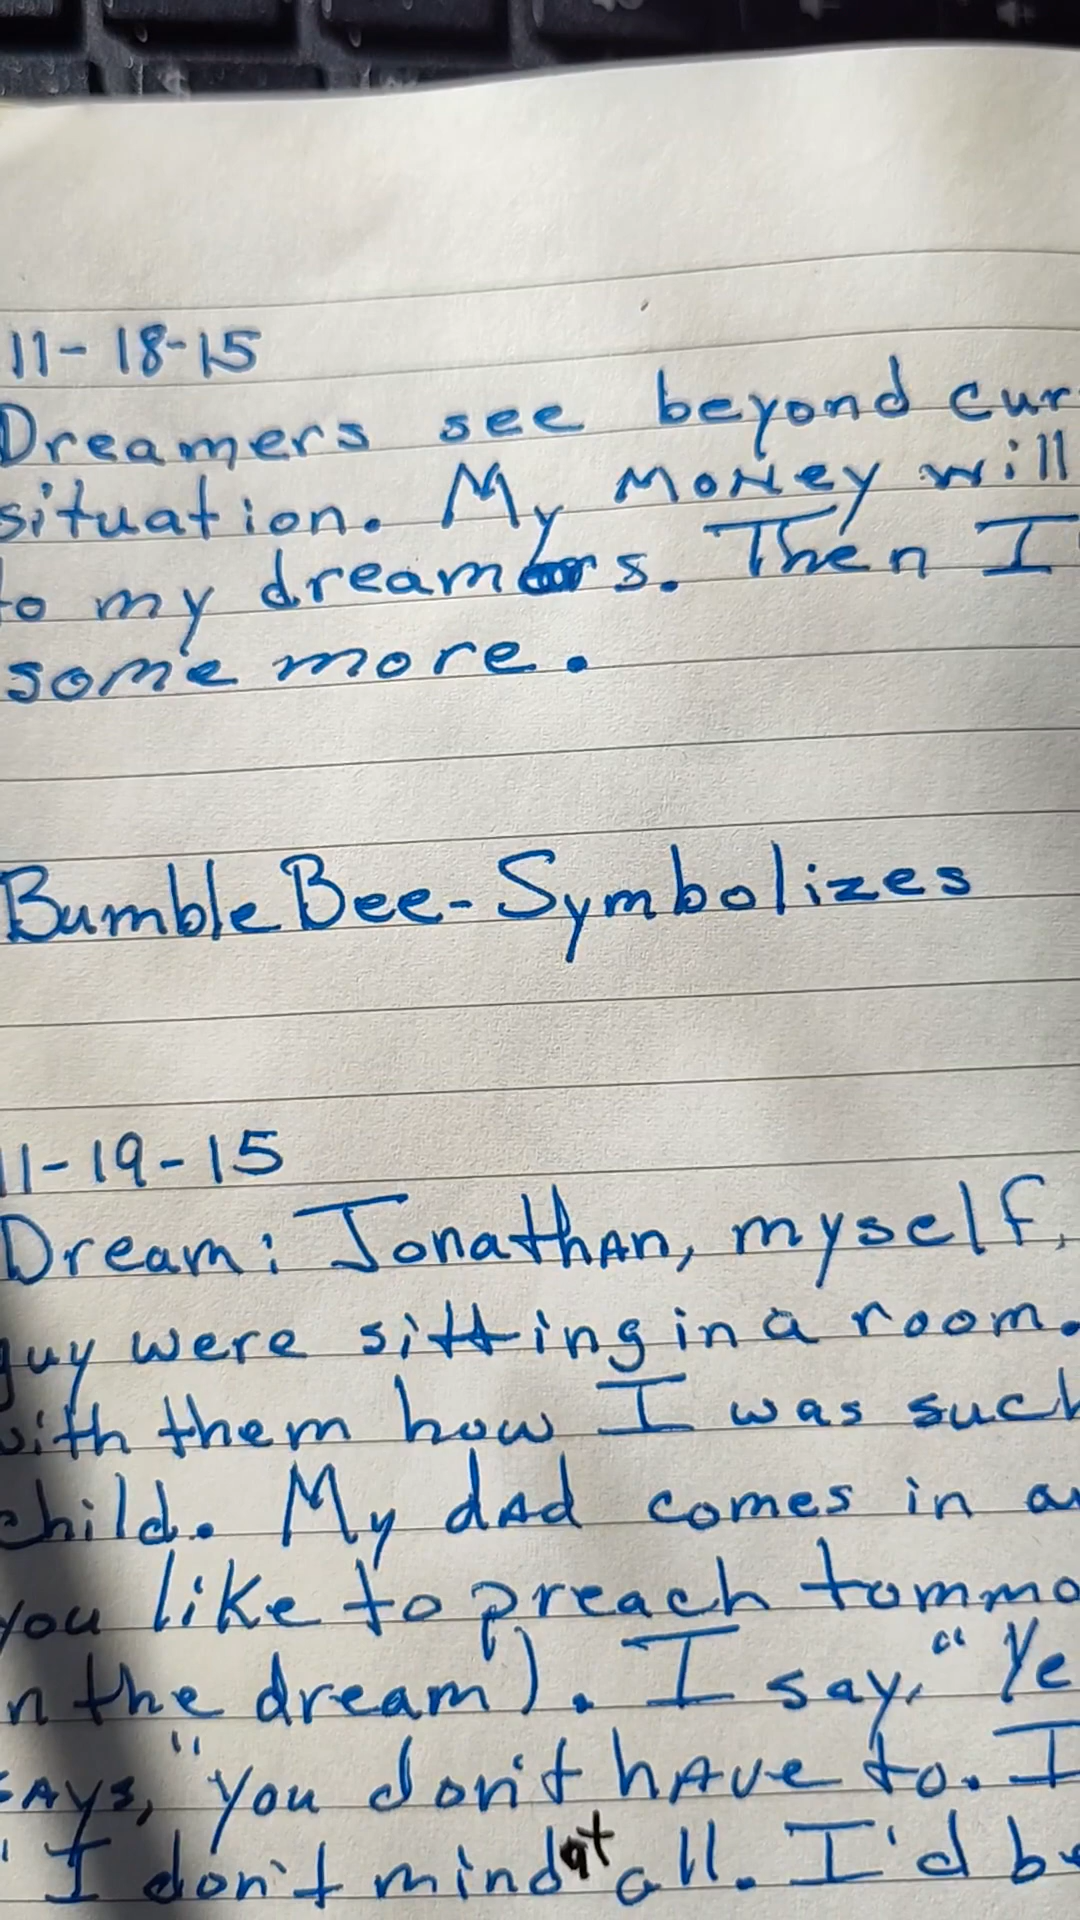 11-18-15
Dreamers see beyond cur
situation. My Money will
to my dreamers. Then I
some more.
Bumble Bee-Symbolizes
11-19-15
Dream: Jonathan, myself,
guy were sitting in a room.
with them how I was such
child. My dad comes in a
you like to preach tommo
n the dream). I say, "Ye
says, "you don't have to. I
"I don't mind at all. I'd b